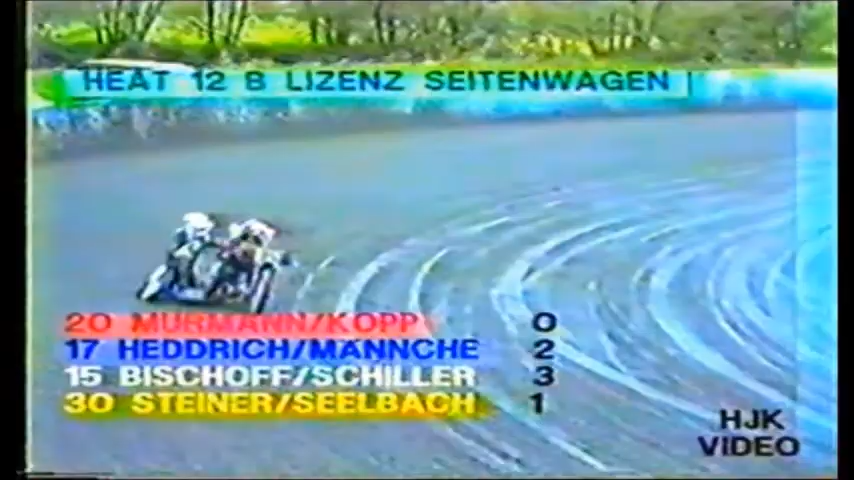 HEAT 12 B LIZENZ SEITENWAGEN
20 MURMANN/KOPP 0
17 HEDDRICH/MÄNNCHE 2
15 BISCHOFF/SCHILLER 3
30 STEINER/SEELBACH 1
HJK
VIDEO